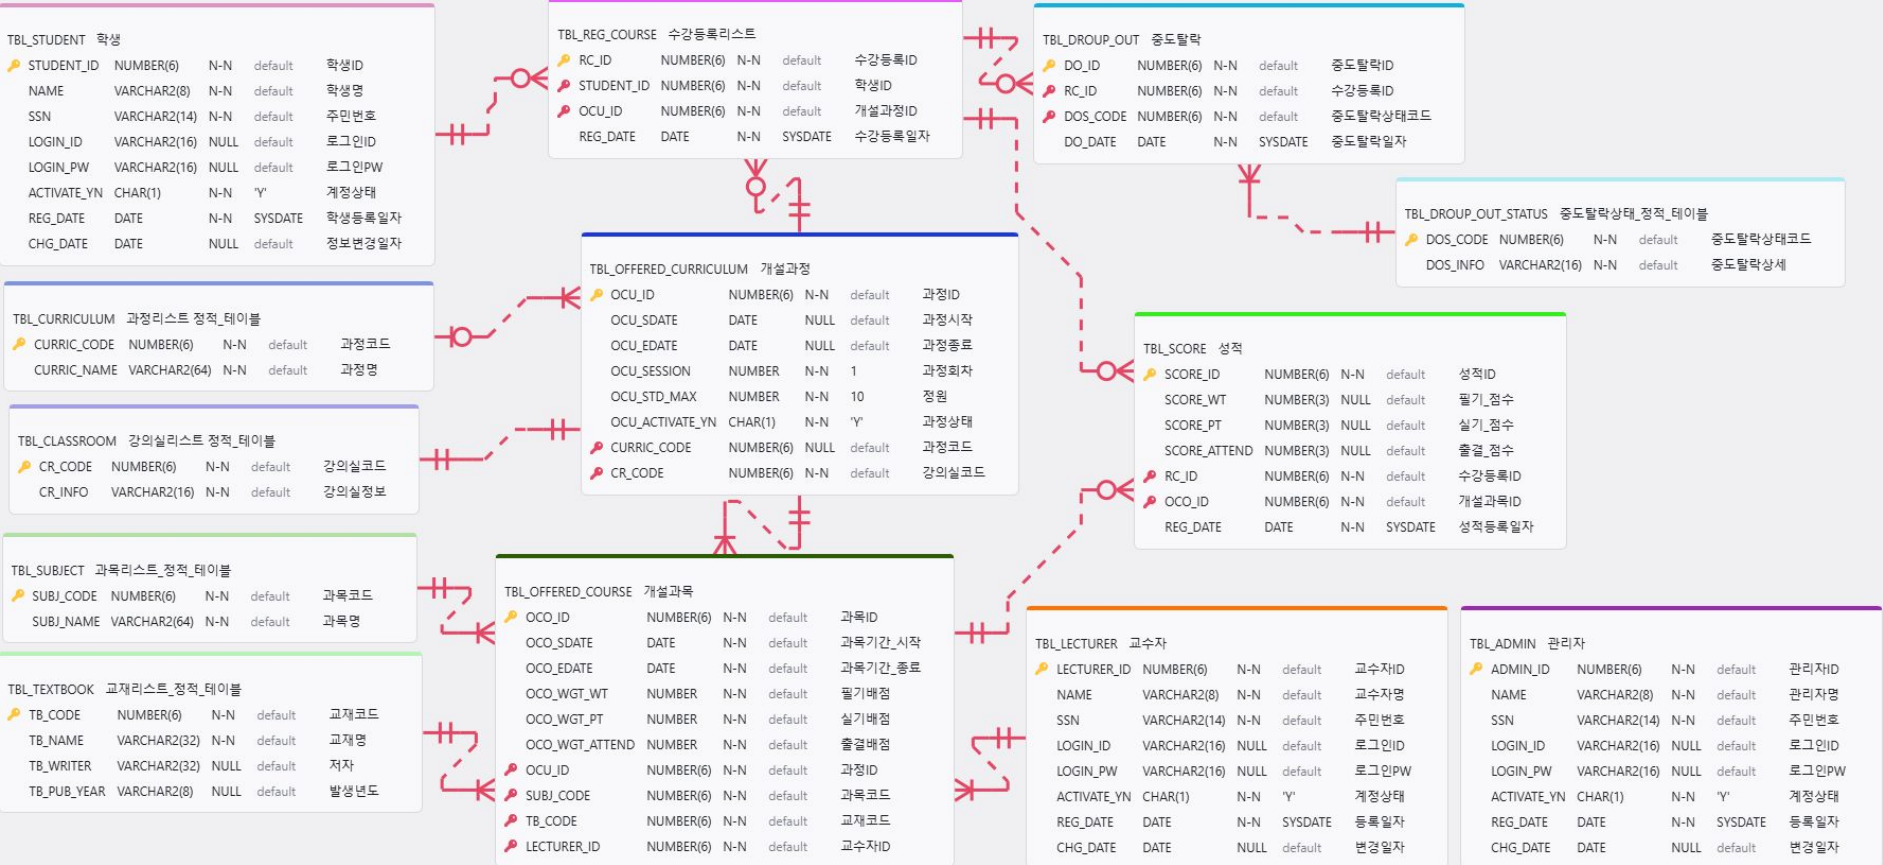 TBL_STUDENT 학생
STUDENT_ID NUMBER(6) N-N default 학생ID
NAME VARCHAR2(8) N-N default 학생명
SSN VARCHAR2(14) N-N default 주민번호
LOGIN_ID VARCHAR2(16) NULL default 로그인ID
LOGIN_PW VARCHAR2(16) NULL default 로그인PW
ACTIVATE_YN CHAR(1) N-N 'Y' 계정상태
REG_DATE DATE N-N SYSDATE 학생등록일자
CHG_DATE DATE NULL default 정보변경일자
TBL_REG_COURSE 수강등록리스트
RC_ID NUMBER(6) N-N default 수강등록ID
STUDENT_ID NUMBER(6) N-N default 학생ID
OCU_ID NUMBER(6) N-N default 개설과정ID
REG_DATE DATE N-N SYSDATE 수강등록일자
TBL_DROUP_OUT 중도탈락
DO_ID NUMBER(6) N-N default 중도탈락ID
RC_ID NUMBER(6) N-N default 수강등록ID
DOS_CODE NUMBER(6) N-N default 중도탈락상태코드
DO_DATE DATE N-N SYSDATE 중도탈락일자
TBL_DROUP_OUT_STATUS 중도탈락상태_정적_테이블
DOS_CODE NUMBER(6) N-N default 중도탈락상태코드
DOS_INFO VARCHAR2(16) N-N default 중도탈락상세
TBL_CURRICULUM 과정리스트 정적_테이블
CURRIC_CODE NUMBER(6) N-N default 과정코드
CURRIC_NAME VARCHAR2(64) N-N default 과정명
TBL_OFFERED_CURRICULUM 개설과정
OCU_ID NUMBER(6) N-N default 과정ID
OCU_SDATE DATE NULL default 과정시작
OCU_EDATE DATE NULL default 과정종료
OCU_SESSION NUMBER N-N 1 과정회차
OCU_STD_MAX NUMBER N-N 10 정원
OCU_ACTIVATE_YN CHAR(1) N-N 'Y' 과정상태
CURRIC_CODE NUMBER(6) NULL default 과정코드
CR_CODE NUMBER(6) N-N default 강의실코드
TBL_CLASSROOM 강의실리스트 정적_테이블
CR_CODE NUMBER(6) N-N default 강의실코드
CR_INFO VARCHAR2(16) N-N default 강의실정보
TBL_SCORE 성적
SCORE_ID NUMBER(6) N-N default 성적ID
SCORE_WT NUMBER(3) NULL default 필기_점수
SCORE_PT NUMBER(3) NULL default 실기_점수
SCORE_ATTEND NUMBER(3) NULL default 출결_점수
RC_ID NUMBER(6) N-N default 수강등록ID
OCO_ID NUMBER(6) N-N default 개설과목ID
REG_DATE DATE N-N SYSDATE 성적등록일자
TBL_SUBJECT 과목리스트_정적_테이블
SUBJ_CODE NUMBER(6) N-N default 과목코드
SUBJ_NAME VARCHAR2(64) N-N default 과목명
TBL_TEXTBOOK 교재리스트_정적_테이블
TB_CODE NUMBER(6) N-N default 교재코드
TB_NAME VARCHAR2(32) N-N default 교재명
TB_WRITER VARCHAR2(32) NULL default 저자
TB_PUB_YEAR VARCHAR2(8) NULL default 발생년도
TBL_OFFERED_COURSE 개설과목
OCO_ID NUMBER(6) N-N default 과목ID
OCO_SDATE DATE N-N default 과목기간_시작
OCO_EDATE DATE N-N default 과목기간_종료
OCO_WGT_WT NUMBER N-N default 필기배점
OCO_WGT_PT NUMBER N-N default 실기배점
OCO_WGT_ATTEND NUMBER N-N default 출결배점
OCU_ID NUMBER(6) N-N default 과정ID
SUBJ_CODE NUMBER(6) N-N default 과목코드
TB_CODE NUMBER(6) N-N default 교재코드
LECTURER_ID NUMBER(6) N-N default 교수자ID
TBL_LECTURER 교수자
LECTURER_ID NUMBER(6) N-N default 교수자ID
NAME VARCHAR2(8) N-N default 교수자명
SSN VARCHAR2(14) N-N default 주민번호
LOGIN_ID VARCHAR2(16) NULL default 로그인ID
LOGIN_PW VARCHAR2(16) NULL default 로그인PW
ACTIVATE_YN CHAR(1) N-N 'Y' 계정상태
REG_DATE DATE N-N SYSDATE 등록일자
CHG_DATE DATE NULL default 변경일자
TBL_ADMIN 관리자
ADMIN_ID NUMBER(6) N-N default 관리자ID
NAME VARCHAR2(8) N-N default 관리자명
SSN VARCHAR2(14) N-N default 주민번호
LOGIN_ID VARCHAR2(16) NULL default 로그인ID
LOGIN_PW VARCHAR2(16) NULL default 로그인PW
ACTIVATE_YN CHAR(1) N-N 'Y' 계정상태
REG_DATE DATE N-N SYSDATE 등록일자
CHG_DATE DATE NULL default 변경일자